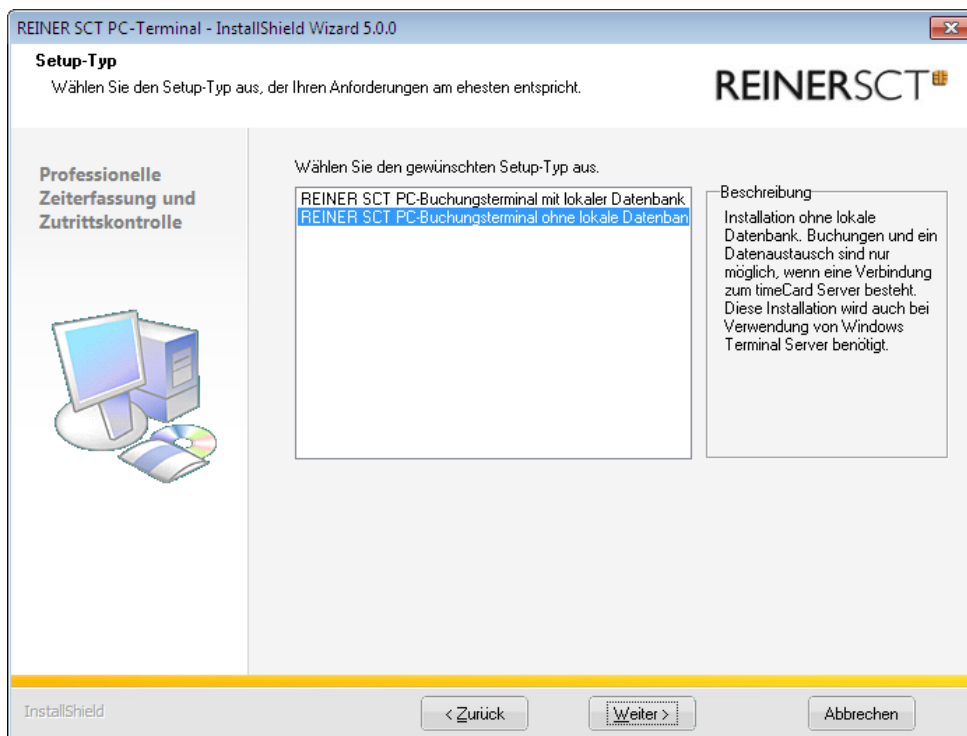 REINER SCT PC-Terminal - InstallShield Wizard 5.0.0
Setup-Typ
Wählen Sie den Setup-Typ aus, der Ihren Anforderungen am ehesten entspricht.
REINERSCT
Professionelle
Zeiterfassung und
Zutrittskontrolle
Wählen Sie den gewünschten Setup-Typ aus.
REINER SCT PC-Buchungsterminal mit lokaler Datenbank
REINER SCT PC-Buchungsterminal ohne lokale Datenban
Beschreibung
Installation ohne lokale
Datenbank. Buchungen und ein
Datenaustausch sind nur
möglich, wenn eine Verbindung
zum timeCard Server besteht.
Diese Installation wird auch bei
Verwendung von Windows
Terminal Server benötigt.
InstallShield
< Zurück
Weiter >
Abbrechen